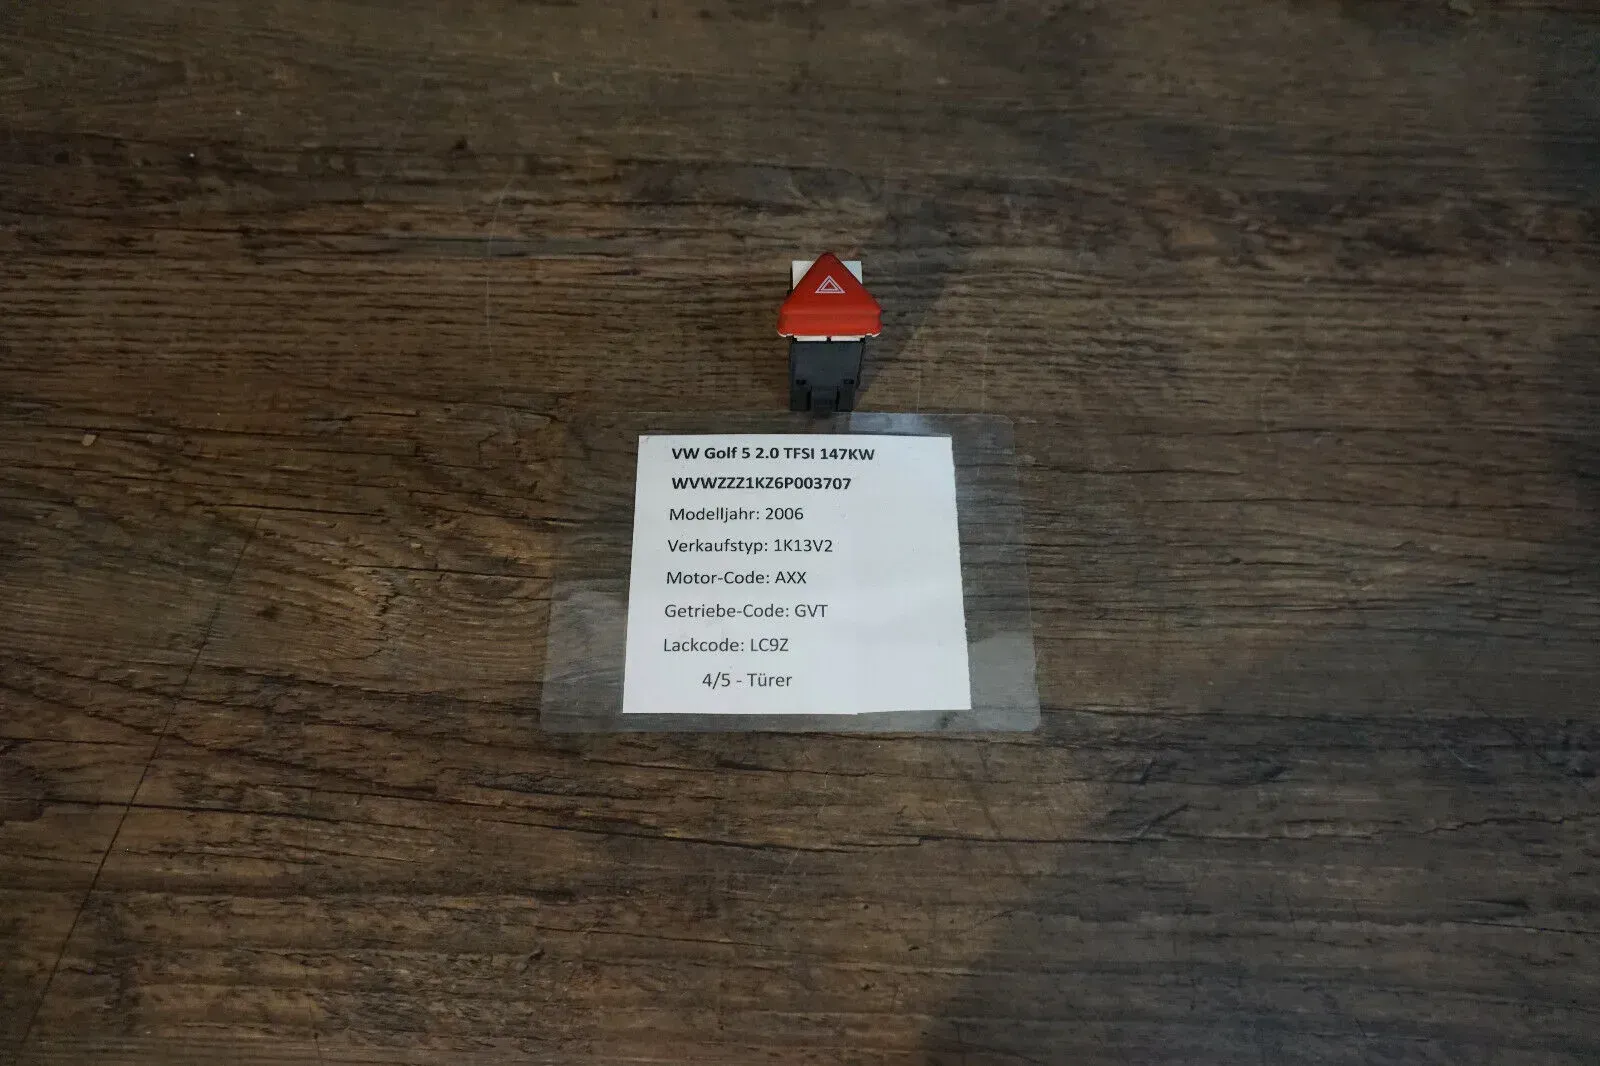 VW Golf 5 2.0 TFSI 147KW
WVWZZZ1KZ6P003707
Modelljahr: 2006
Verkaufstyp: 1K13V2
Motor-Code: AXX
Getriebe-Code: GVT
Lackcode: LC9Z
4/5 - Türer